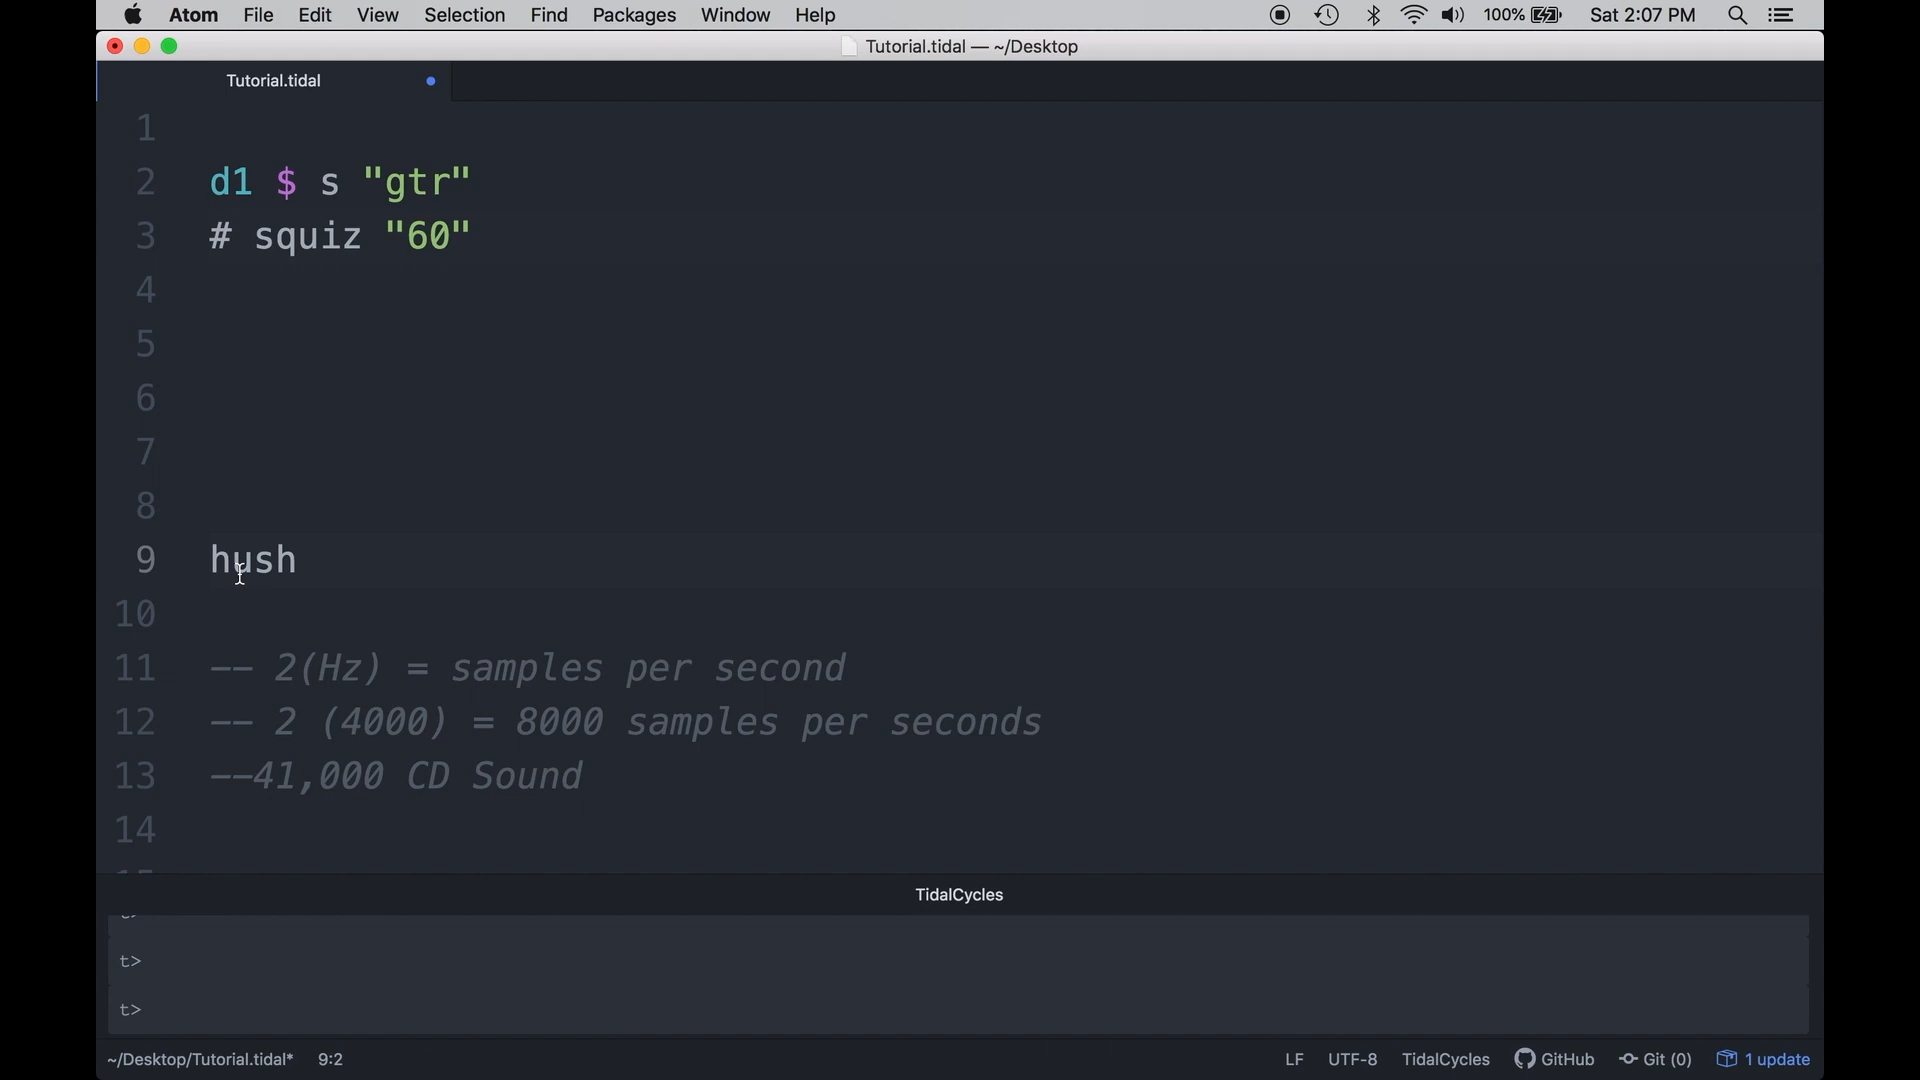 Atom File Edit View Selection Find Packages Window Help 100% Sat 2:07 PM
Tutorial.tidal — ~/Desktop
Tutorial.tidal
1
2 d1 $ s "gtr"
3 # squiz "60"
4
5
6
7
8
9 hush
10
11 -- 2(Hz) = samples per second
12 -- 2 (4000) = 8000 samples per seconds
13 --41,000 CD Sound
14
TidalCycles
t>
t>
~/Desktop/Tutorial.tidal* 9:2 LF UTF-8 TidalCycles GitHub Git (0) 1 update